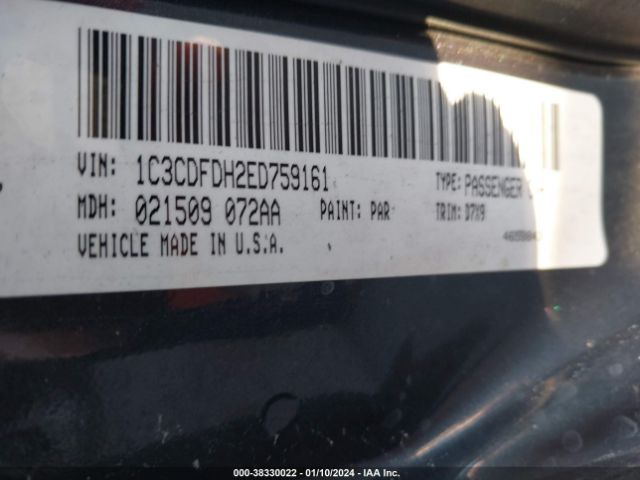 VIN: 1C3CDFDH2ED759161 TYPE: PASSENGER
MDH: 021509 072AA PAINT: PAR TRIM: D7X9
VEHICLE MADE IN U.S.A.
000-38330022 - 01/10/2024 - IAA Inc.